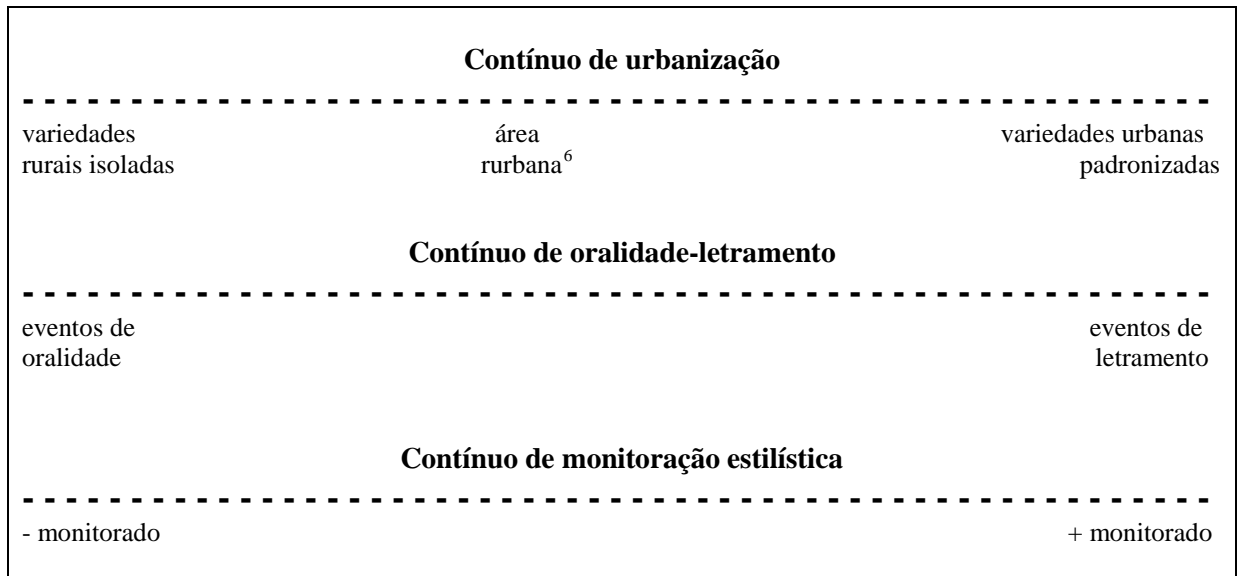 Contínuo de urbanização
- - - - - - - - - - - - - - - - - - - - - - - - - - - - - - - - - - - - - - - - - - - - - - - - - - - - - - -
variedades área variedades urbanas
rurais isoladas rurbana⁶ padronizadas
Contínuo de oralidade-letramento
- - - - - - - - - - - - - - - - - - - - - - - - - - - - - - - - - - - - - - - - - - - - - - - - - - - - - - -
eventos de eventos de
oralidade letramento
Contínuo de monitoração estilística
- - - - - - - - - - - - - - - - - - - - - - - - - - - - - - - - - - - - - - - - - - - - - - - - - - - - - - -
- monitorado + monitorado